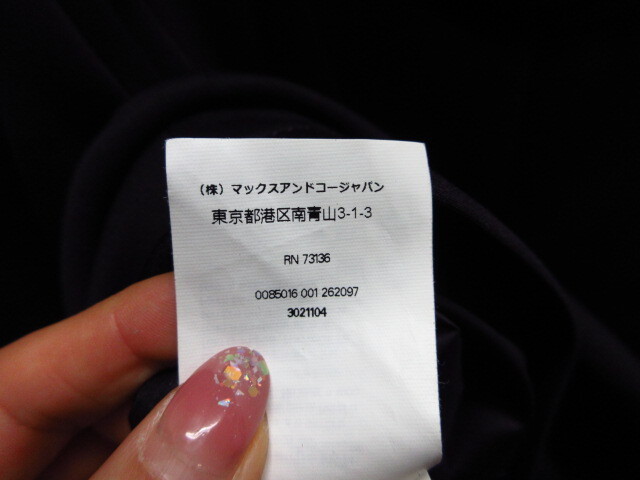 （株）マックスアンドコージャパン
東京都港区南青山3-1-3
RN 73136
0085016 001 262097
3021104